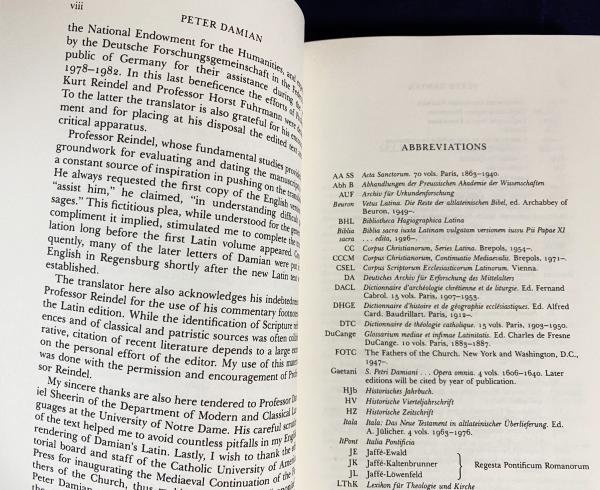 viii
PETER DAMIAN
the National Endowment for the Humanities, and
by the Deutsche Forschungsgemeinschaft in the
public of Germany for their assistance during the
1978–1982. In this last beneficence the efforts of
Kurt Reindel and Professor Horst Fuhrmann were
To the latter the translator is also grateful for his
ment and for placing at his disposal the edited text
critical apparatus.
Professor Reindel, whose fundamental studies
groundwork for evaluating and dating the
a constant source of inspiration in pushing on the
He always requested the first copy of the English
“assist him,” he claimed, “in understanding
sages.” This fictitious plea, while understood for the
compliment it implied, stimulated me to complete the
lation long before the first Latin volume appeared.
quently, many of the later letters of Damian were put
English in Regensburg shortly after the new Latin text
established.
The translator here also acknowledges his
Professor Reindel for the use of his commentary
the Latin edition. While the identification of Scripture
ences and of classical and patristic sources was often
rative, citation of recent literature depends to a large
on the personal effort of the editor. My use of this
was done with the permission and encouragement of
sor Reindel.
My sincere thanks are also here tendered to Professor
iel Sheerin of the Department of Modern and Classical
guages at the University of Notre Dame. His careful
of the text helped me to avoid countless pitfalls in my
rendering of Damian's Latin. Lastly, I wish to thank the
torial board and staff of the Catholic University of America
Press for inaugurating the Mediaeval Continuation of the
thers of the Church, thus
Peter Damian
ABBREVIATIONS
AA SS Acta Sanctorum. 70 vols. Paris, 1863–1940.
Abh B Abhandlungen der Preussischen Akademie der Wissenschaften
AUF Archiv für Urkundenforschung
Beuron Vetus Latina. Die Reste der altlateinischen Bibel, ed. Archabbey of
Beuron, 1949–.
BHL Bibliotheca Hagiographica Latina
Biblia Biblia sacra iuxta Latinam vulgatam versionem iussu Pii Papae XI
sacra . . . edita, 1926–.
CC Corpus Christianorum, Series Latina. Brepols, 1954–.
CCCM Corpus Christianorum, Continuatio Mediaevalis. Brepols, 1971–.
CSEL Corpus Scriptorum Ecclesiasticorum Latinorum. Vienna.
DA Deutsches Archiv für Erforschung des Mittelalters
DACL Dictionnaire d'archéologie chrétienne et de liturgie. Ed. Fernand
Cabrol. 15 vols. Paris, 1907–1953.
DHGE Dictionnaire d'histoire et de géographie ecclésiastiques. Ed. Alfred
Card. Baudrillart. Paris, 1912–.
DTC Dictionnaire de théologie catholique. 15 vols. Paris, 1903–1950.
DuCange Glossarium mediae et infimae Latinitatis. Ed. Charles de Fresne
DuCange. 10 vols. Paris, 1883–1887.
FOTC The Fathers of the Church. New York and Washington, D.C.,
1947–.
Gaetani S. Petri Damiani . . . Opera omnia. 4 vols. 1606–1640. Later
editions will be cited by year of publication.
HJb Historisches Jahrbuch.
HV Historische Vierteljahrschrift
HZ Historische Zeitschrift
Itala Itala: Das Neue Testament in altlateinischer Überlieferung. Ed.
A. Jülicher. 4 vols. 1963–1976.
ItPont Italia Pontificia
JE Jaffé-Ewald
JK Jaffé-Kaltenbrunner Regesta Pontificum Romanorum
JL Jaffé-Löwenfeld
LThK Lexikon für Theologie und Kirche